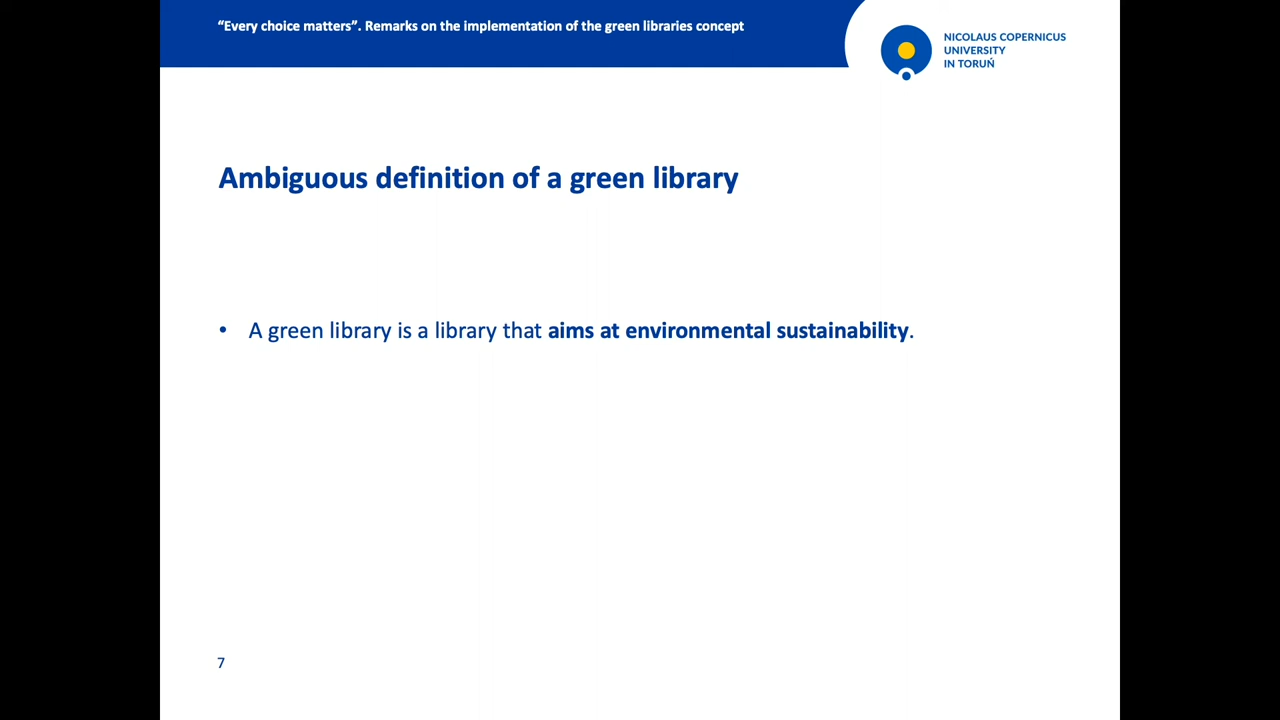 “Every choice matters”. Remarks on the implementation of the green libraries concept
NICOLAUS COPERNICUS
UNIVERSITY
IN TORUŃ
Ambiguous definition of a green library
• A green library is a library that aims at environmental sustainability.
7